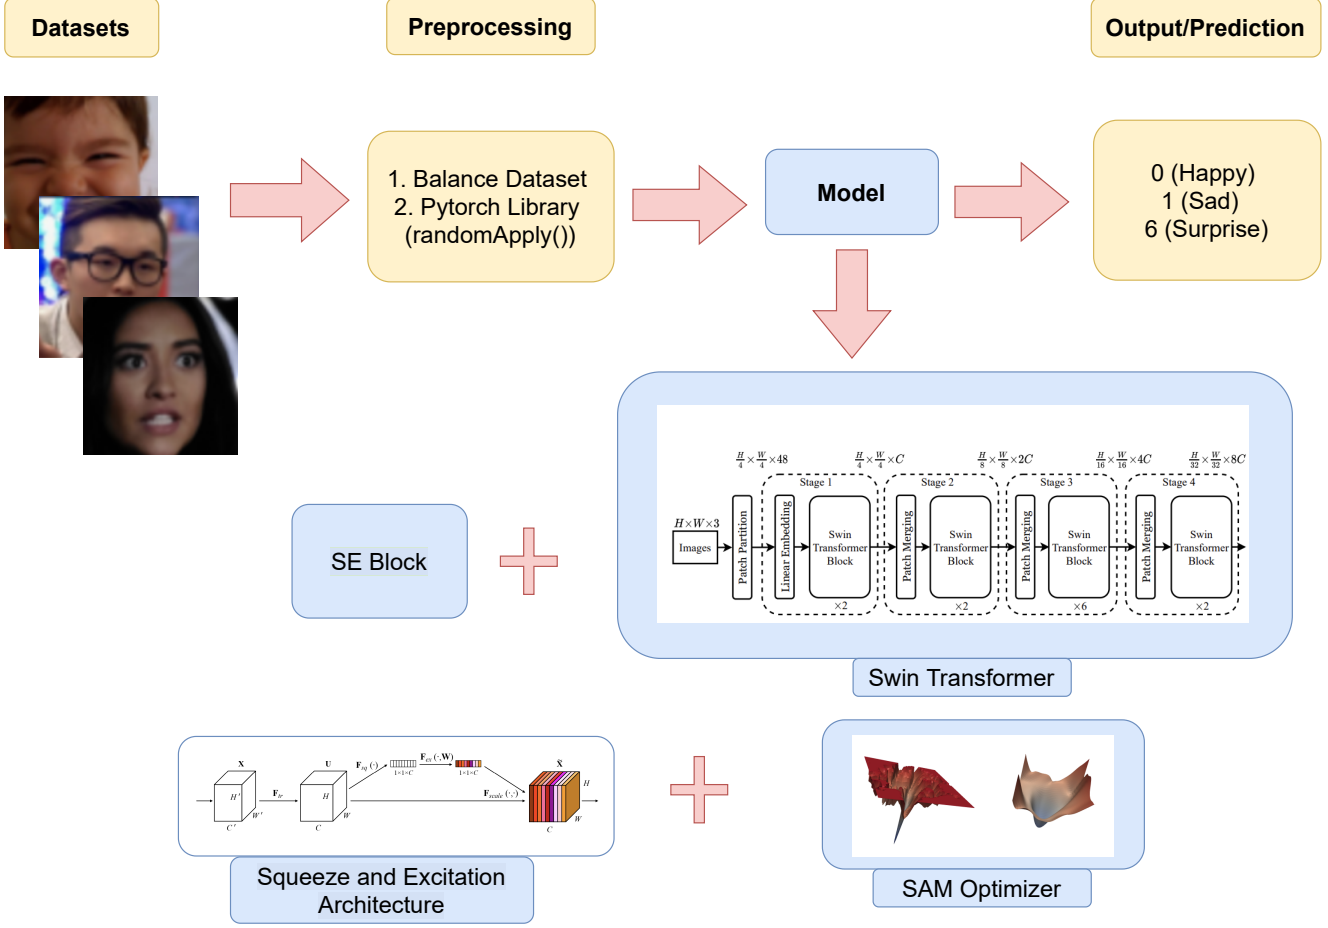 Datasets
Preprocessing
Output/Prediction
1. Balance Dataset
2. Pytorch Library
(randomApply())
Model
0 (Happy)
1 (Sad)
6 (Surprise)
SE Block
H/4 × W/4 × 48
H/4 × W/4 × C
H/8 × W/8 × 2C
H/16 × W/16 × 4C
H/32 × W/32 × 8C
Stage 1
Stage 2
Stage 3
Stage 4
H×W×3
Images
Patch Partition
Linear Embedding
Swin
Transformer
Block
×2
Patch Merging
Swin
Transformer
Block
×2
Patch Merging
Swin
Transformer
Block
×6
Patch Merging
Swin
Transformer
Block
×2
Swin Transformer
X
H'
W'
C'
F_tr
U
H
W
C
F_sq (·)
1×1×C
F_ex (·,W)
1×1×C
F_scale (·,·)
X̃
H
W
C
Squeeze and Excitation
Architecture
SAM Optimizer